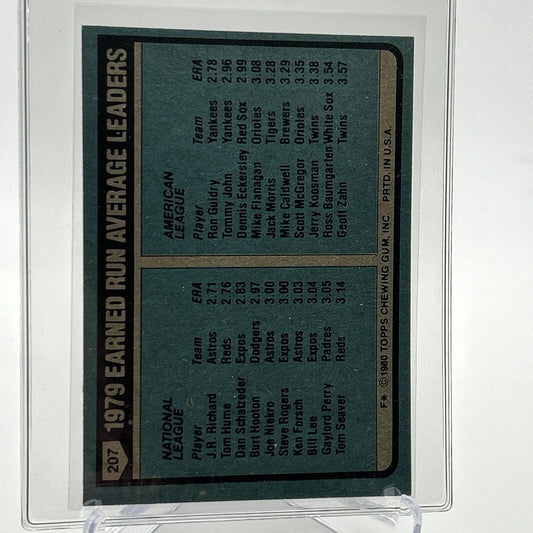 207
1979 EARNED RUN AVERAGE LEADERS
NATIONAL
LEAGUE
Player Team ERA
J.R. Richard Astros 2.71
Tom Hume Reds 2.76
Dan Schatzeder Expos 2.83
Burt Hooton Dodgers 2.97
Joe Niekro Astros 3.00
Steve Rogers Expos 3.00
Ken Forsch Astros 3.03
Bill Lee Expos 3.04
Gaylord Perry Padres 3.05
Tom Seaver Reds 3.14
AMERICAN
LEAGUE
Player Team ERA
Ron Guidry Yankees 2.78
Tommy John Yankees 2.96
Dennis Eckersley Red Sox 2.99
Mike Flanagan Orioles 3.08
Jack Morris Tigers 3.28
Mike Caldwell Brewers 3.29
Scott McGregor Orioles 3.35
Jerry Koosman Twins 3.38
Ross Baumgarten White Sox 3.54
Geoff Zahn Twins 3.57
F* © 1980 TOPPS CHEWING GUM, INC. PRTD. IN U.S.A.